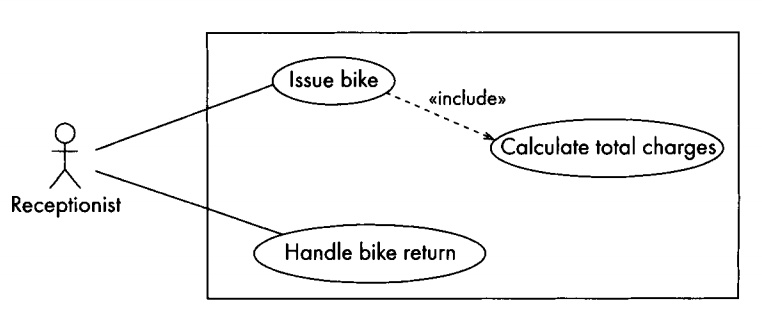 Issue bike
«include»
Calculate total charges
Receptionist
Handle bike return